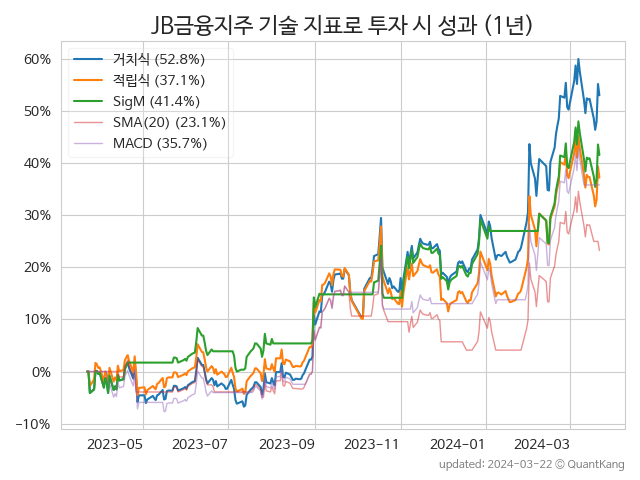 JB금융지주 기술 지표로 투자 시 성과 (1년)
거치식 (52.8%)
적립식 (37.1%)
SigM (41.4%)
SMA(20) (23.1%)
MACD (35.7%)
60%
50%
40%
30%
20%
10%
0%
−10%
2023-05
2023-07
2023-09
2023-11
2024-01
2024-03
updated: 2024-03-22 © QuantKang